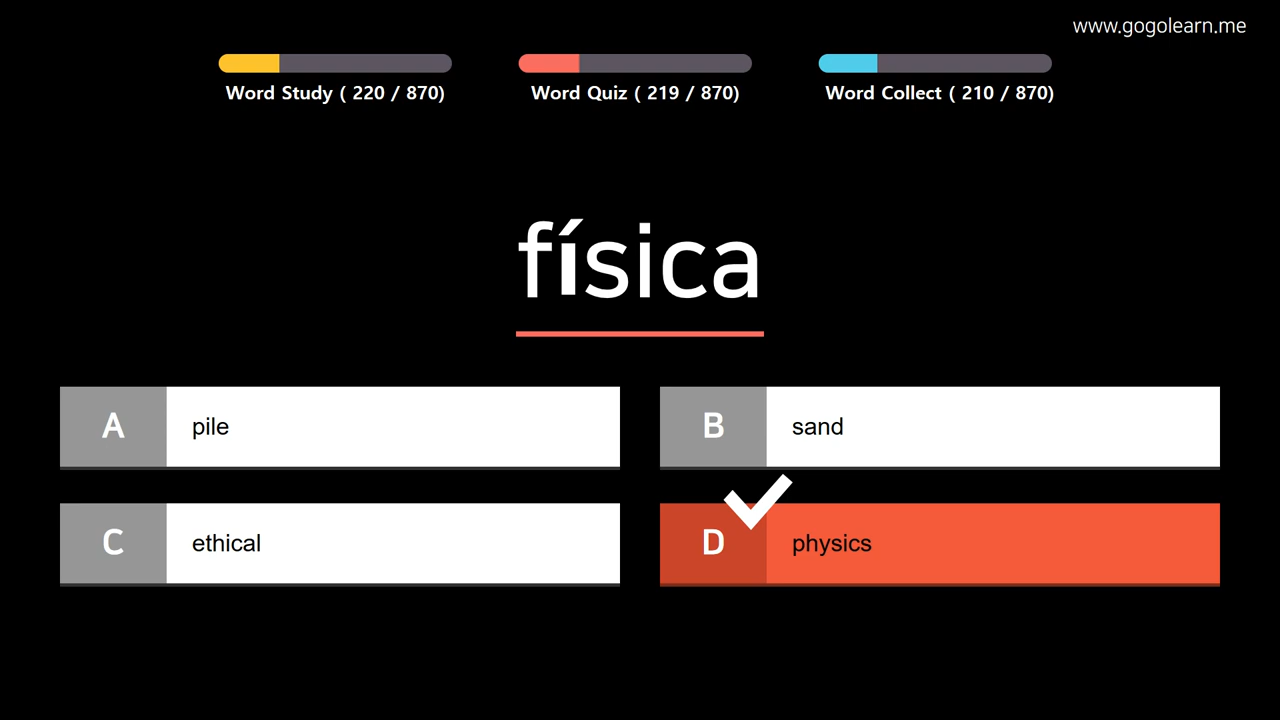 www.gogolearn.me
Word Study ( 220 / 870)
Word Quiz ( 219 / 870)
Word Collect ( 210 / 870)
física
A pile
B sand
C ethical
D physics